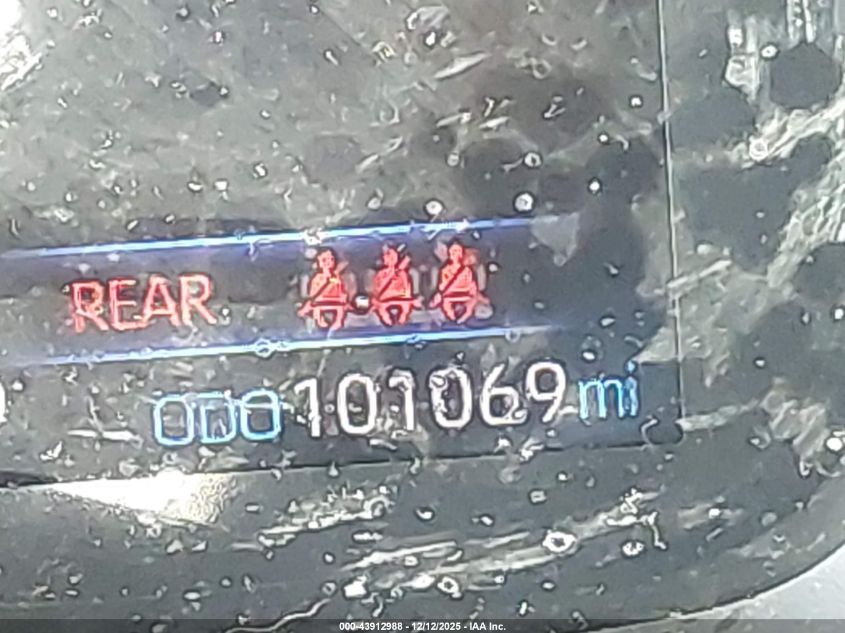 REAR
ODO 101069 mi
000-43912988 - 12/12/2025 - IAA Inc.